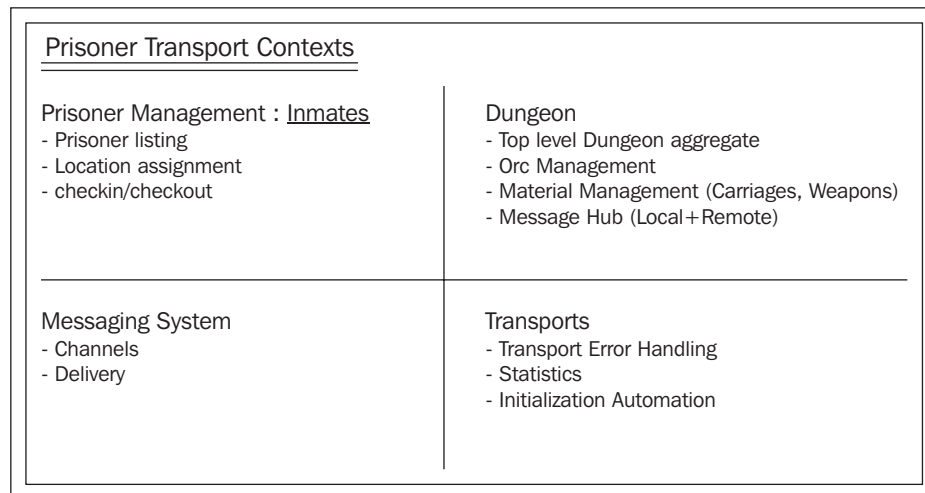 Prisoner Transport Contexts
Prisoner Management : Inmates
- Prisoner listing
- Location assignment
- checkin/checkout
Dungeon
- Top level Dungeon aggregate
- Orc Management
- Material Management (Carriages, Weapons)
- Message Hub (Local+Remote)
Messaging System
- Channels
- Delivery
Transports
- Transport Error Handling
- Statistics
- Initialization Automation